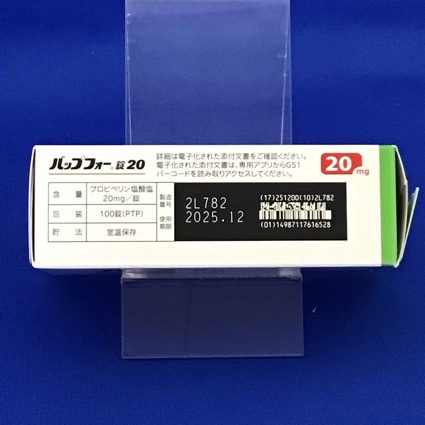 バップフォー®錠20
詳細は電子化された添付文書をご確認ください。
電子化された添付文書は、専用アプリからGS1
バーコードを読み取りアクセスしてください。
20mg
含量 プロピベリン塩酸塩
20mg/錠
包装 100錠(PTP)
貯法 室温保存
製造番号 2L782
使用期限 2025.12
(17)251200(10)2L782
(01)14987117616528